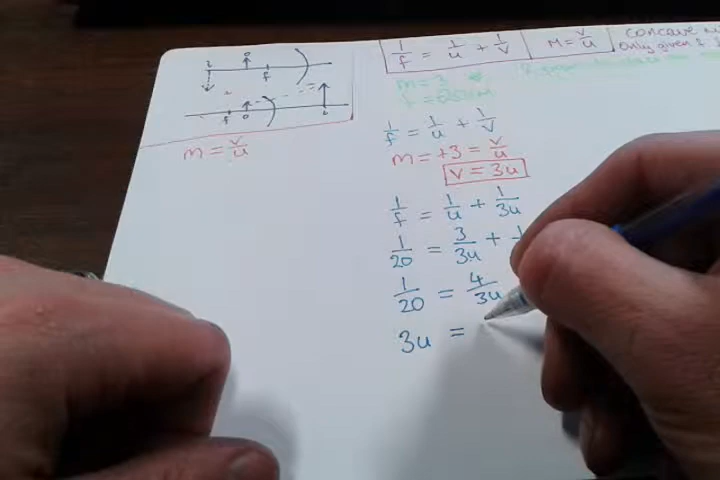 1/f = 1/u + 1/v
M = v/u
concave
Only given f
m = 3
f = 20cm
I
O
f
f
O
I
1/f = 1/u + 1/v
m = v/u
m = +3 = v/u
v = 3u
1/f = 1/u + 1/3u
1/20 = 3/3u +
1/20 = 4/3u
3u =